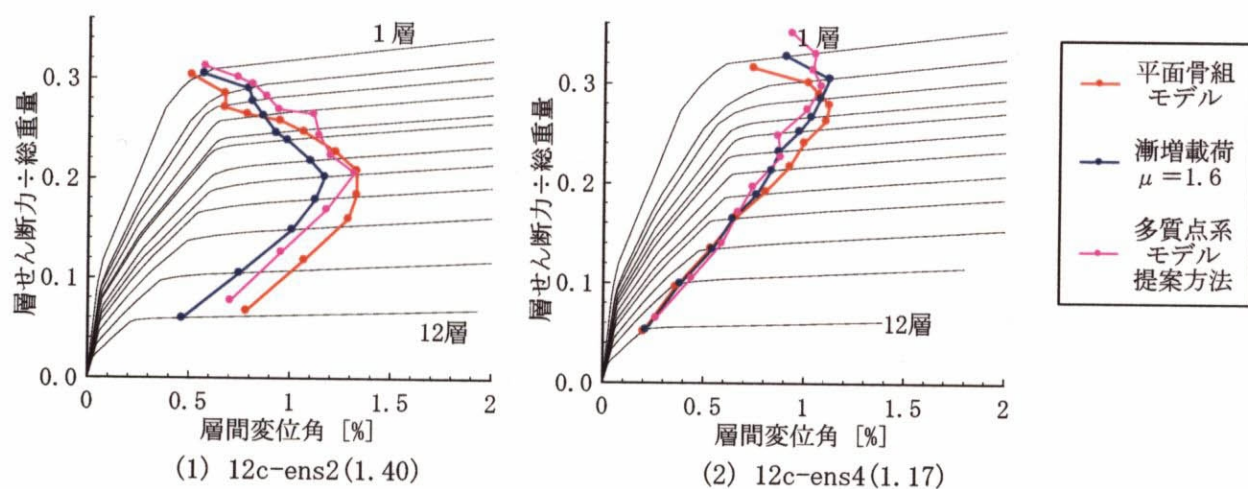 層せん断力÷総重量
0.3
0.2
0.1
0.0
1層
12層
0
0.5
1
1.5
2
層間変位角 [%]
(1) 12c-ens2(1.40)
層せん断力÷総重量
0.3
0.2
0.1
0.0
1層
12層
0
0.5
1
1.5
2
層間変位角 [%]
(2) 12c-ens4(1.17)
平面骨組
モデル
漸増載荷
μ=1.6
多質点系
モデル
提案方法